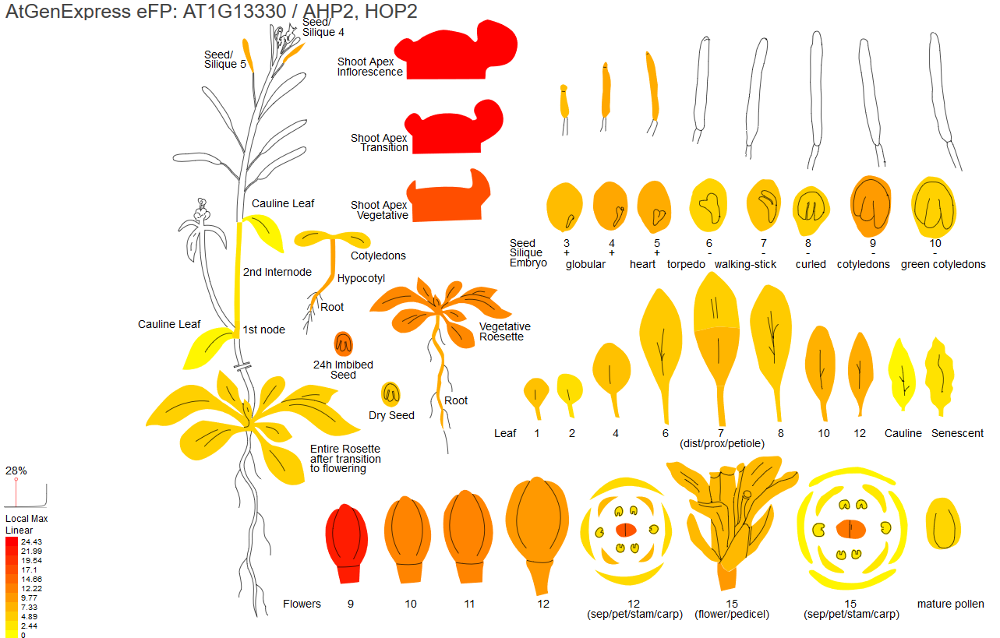 AtGenExpress eFP: AT1G13330 / AHP2, HOP2
Seed/
Silique 4
Seed/
Silique 5
Shoot Apex
Inflorescence
Shoot Apex
Transition
Shoot Apex
Vegetative
Cauline Leaf
Cotyledons
2nd Internode
Hypocotyl
Root
Cauline Leaf
1st node
Vegetative
Roesette
24h Imbibed
Seed
Dry Seed
Root
Entire Rosette
after transition
to flowering
Seed 3 4 5 6 7 8 9 10
Silique + + + - - - - -
Embryo globular heart torpedo walking-stick curled cotyledons green cotyledons
Leaf 1 2 4 6 7 8 10 12 Cauline Senescent
(dist/prox/petiole)
28%
Local Max
Linear
24.43
21.99
19.54
17.1
14.66
12.22
9.77
7.33
4.89
2.44
0
Flowers 9 10 11 12 12 15 15 mature pollen
(sep/pet/stam/carp) (flower/pedicel) (sep/pet/stam/carp)